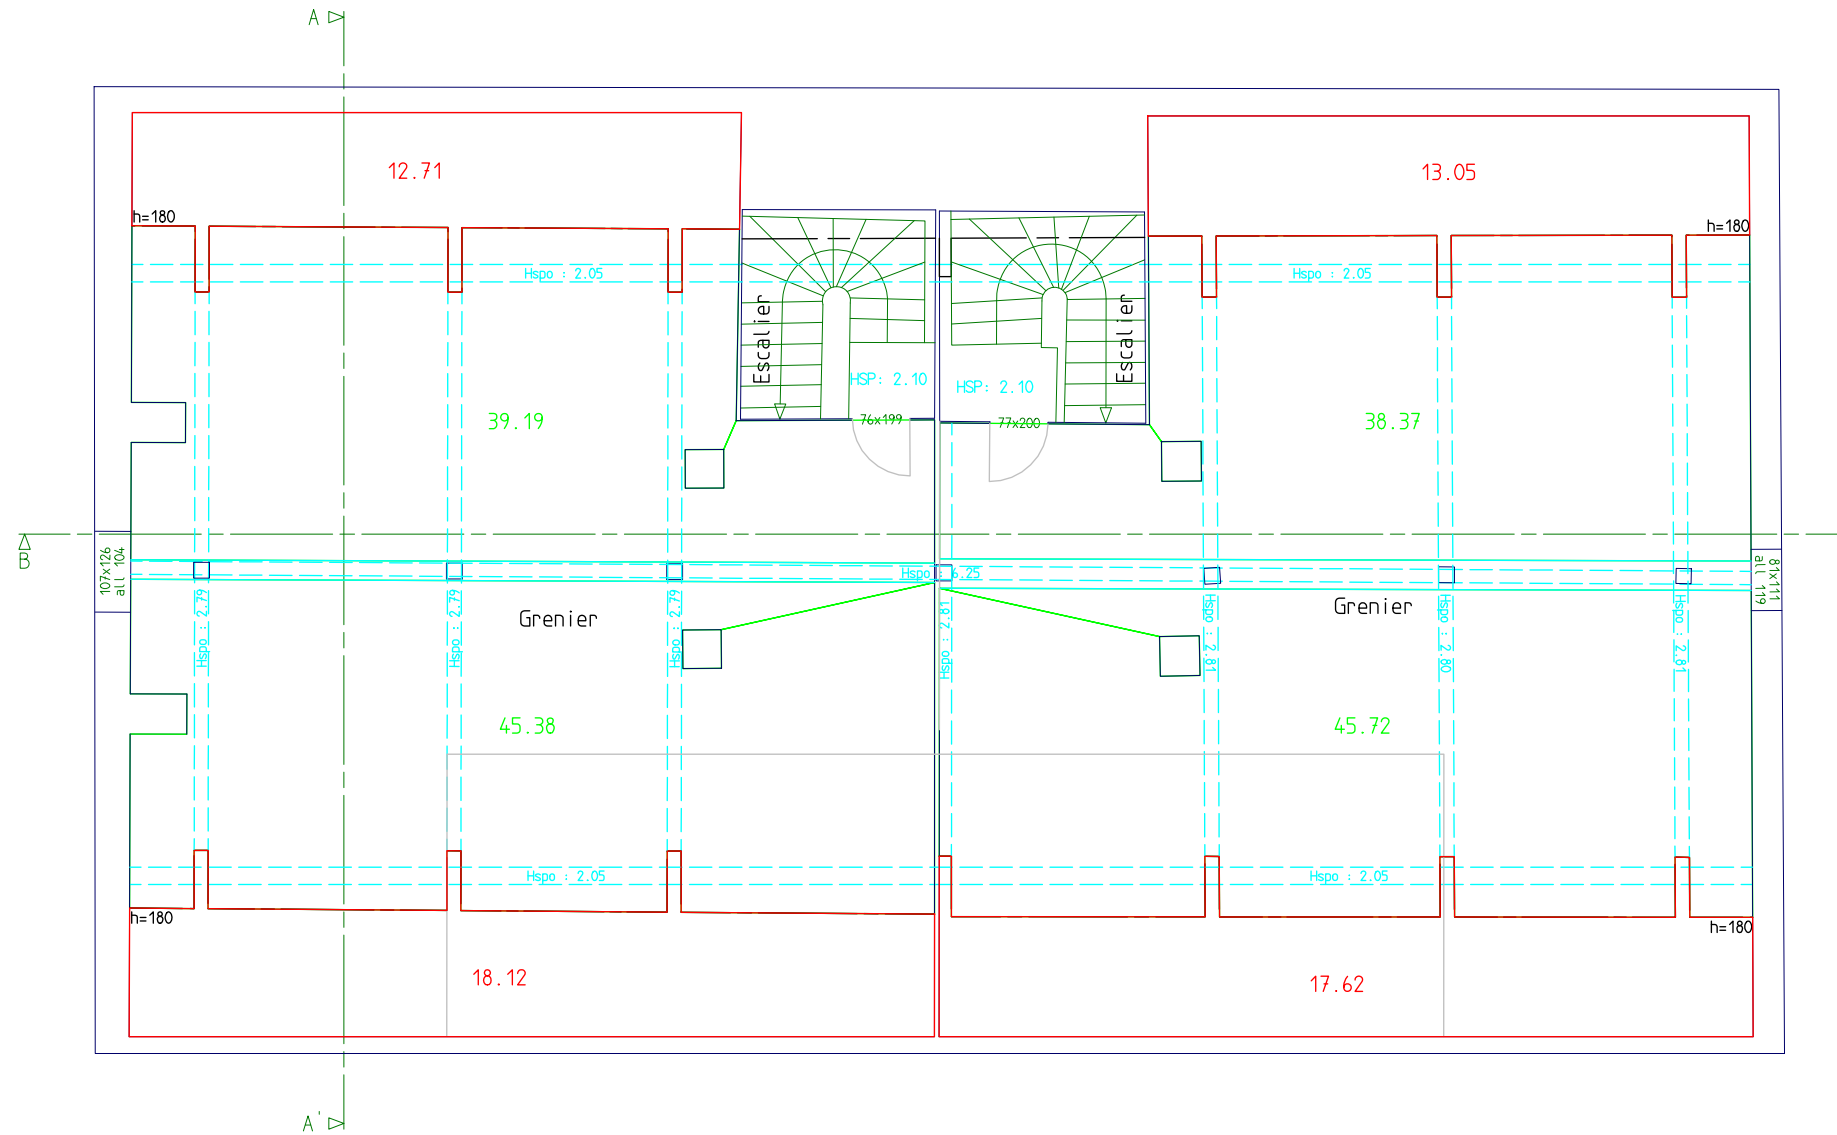 A
12.71
13.05
h=180
h=180
Hspo : 2.05
Hspo : 2.05
Escalier
Escalier
HSP: 2.10
HSP: 2.10
39.19
76x199
77x200
38.37
B
107x126
all 104
81x111
all 119
Hspo : 6.25
Hspo : 2.79
Hspo : 2.79
Hspo : 2.79
Hspo : 2.81
Hspo : 2.81
Hspo : 2.80
Hspo : 2.81
Grenier
Grenier
45.38
45.72
Hspo : 2.05
Hspo : 2.05
h=180
h=180
18.12
17.62
A'